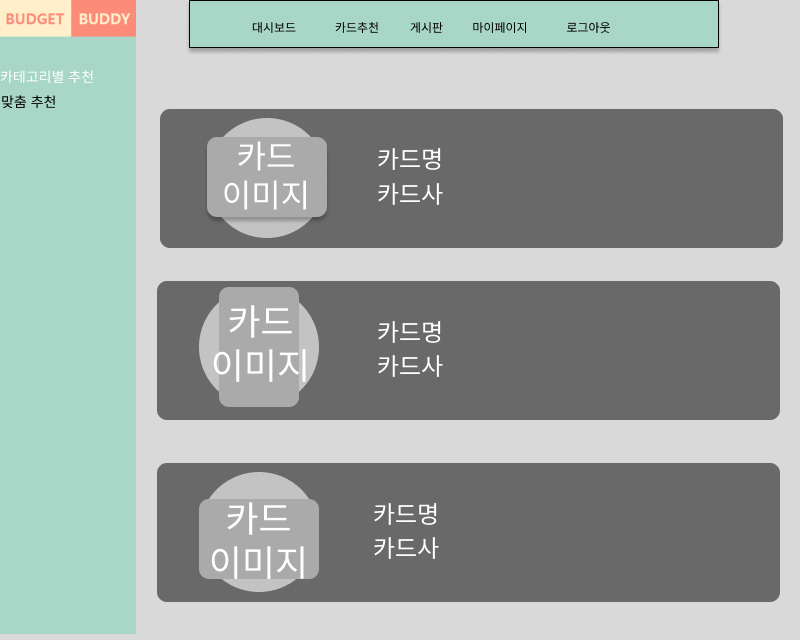 BUDGET BUDDY
대시보드 카드추천 게시판 마이페이지 로그아웃
카테고리별 추천
맞춤 추천
카드
이미지
카드명
카드사
카드
이미지
카드명
카드사
카드
이미지
카드명
카드사